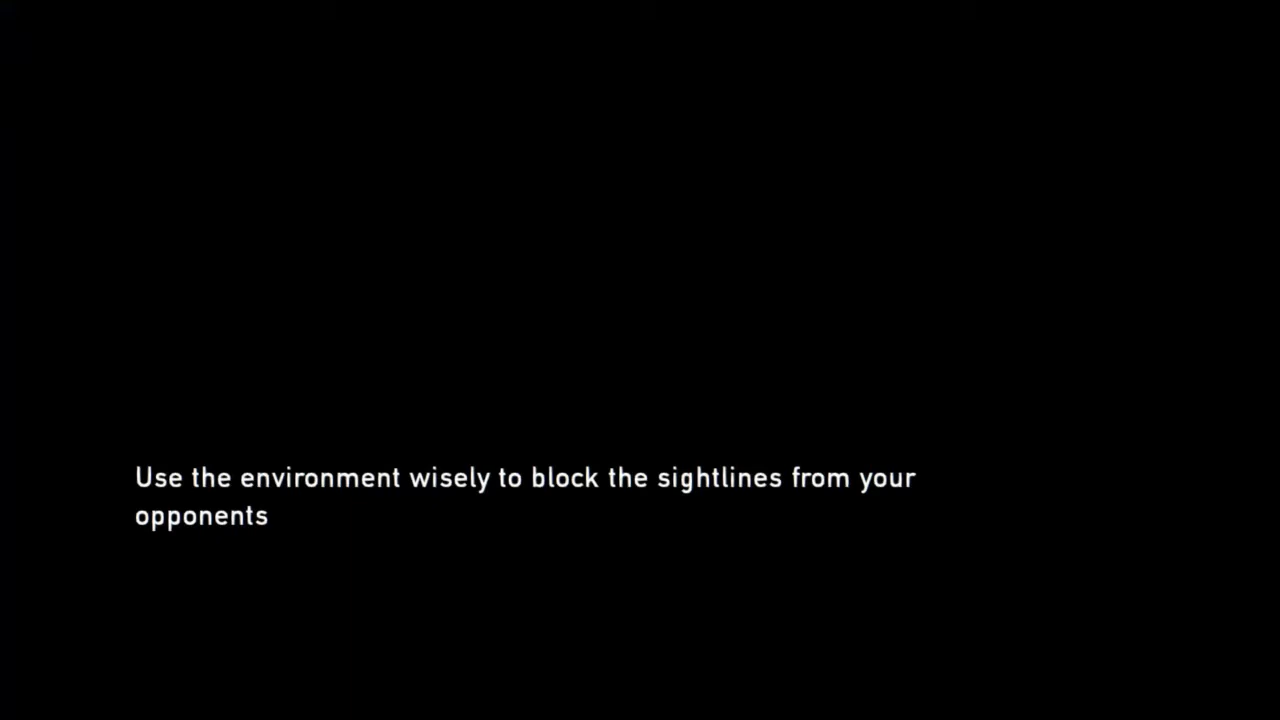 Use the environment wisely to block the sightlines from your
opponents